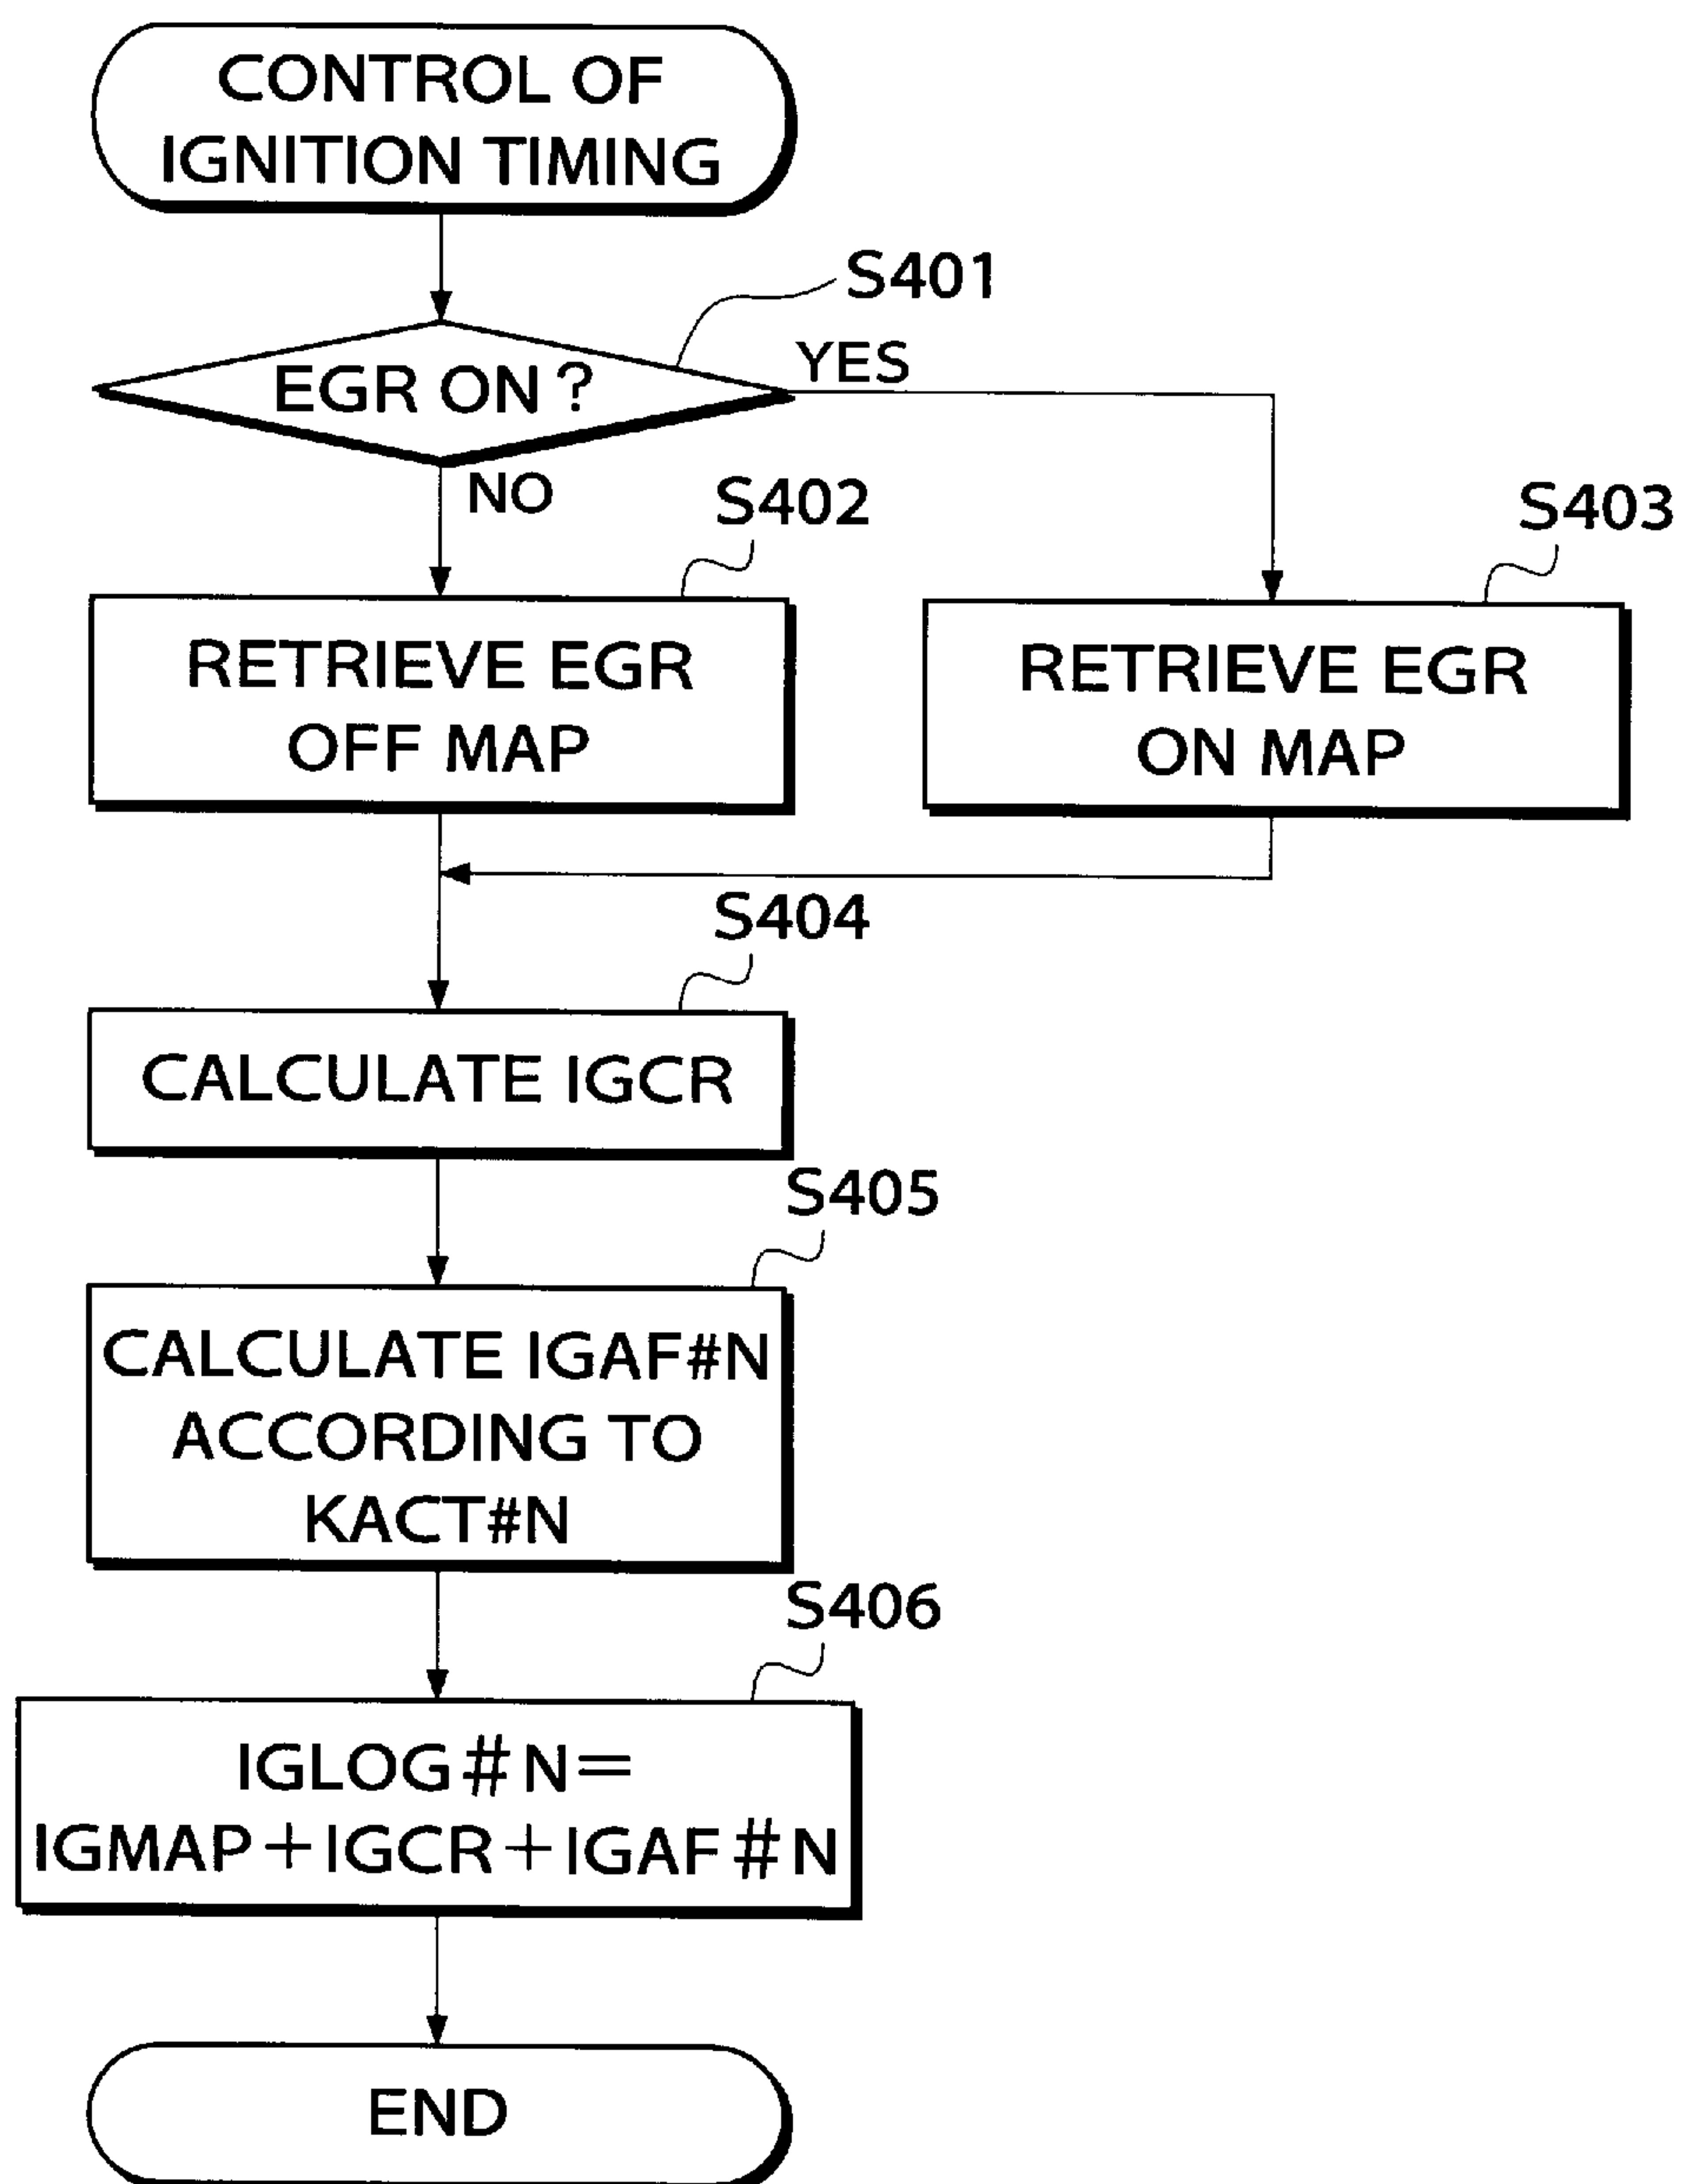 CONTROL OF
IGNITION TIMING
S401
EGR ON ?
YES
NO
S402
S403
RETRIEVE EGR
OFF MAP
RETRIEVE EGR
ON MAP
S404
CALCULATE IGCR
S405
CALCULATE IGAF#N
ACCORDING TO
KACT#N
S406
IGLOG#N=
IGMAP+IGCR+IGAF#N
END